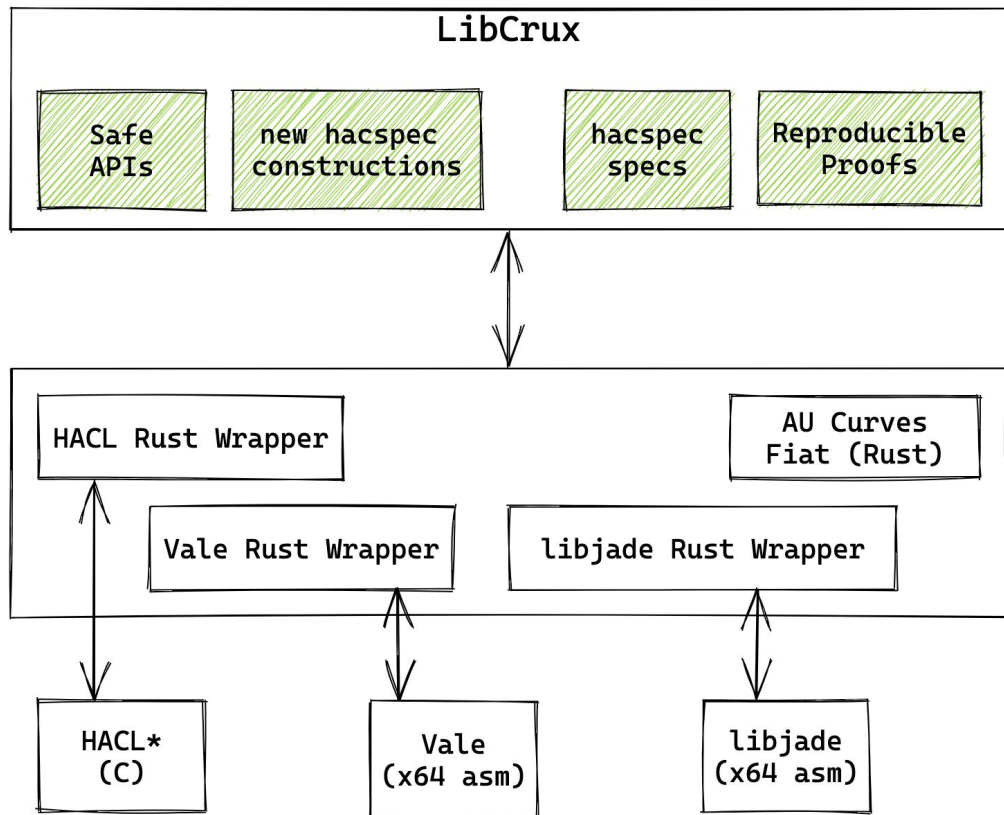 LibCrux
Safe
APIs
new hacspec
constructions
hacspec
specs
Reproducible
Proofs
HACL Rust Wrapper
AU Curves
Fiat (Rust)
Vale Rust Wrapper
libjade Rust Wrapper
HACL*
(C)
Vale
(x64 asm)
libjade
(x64 asm)